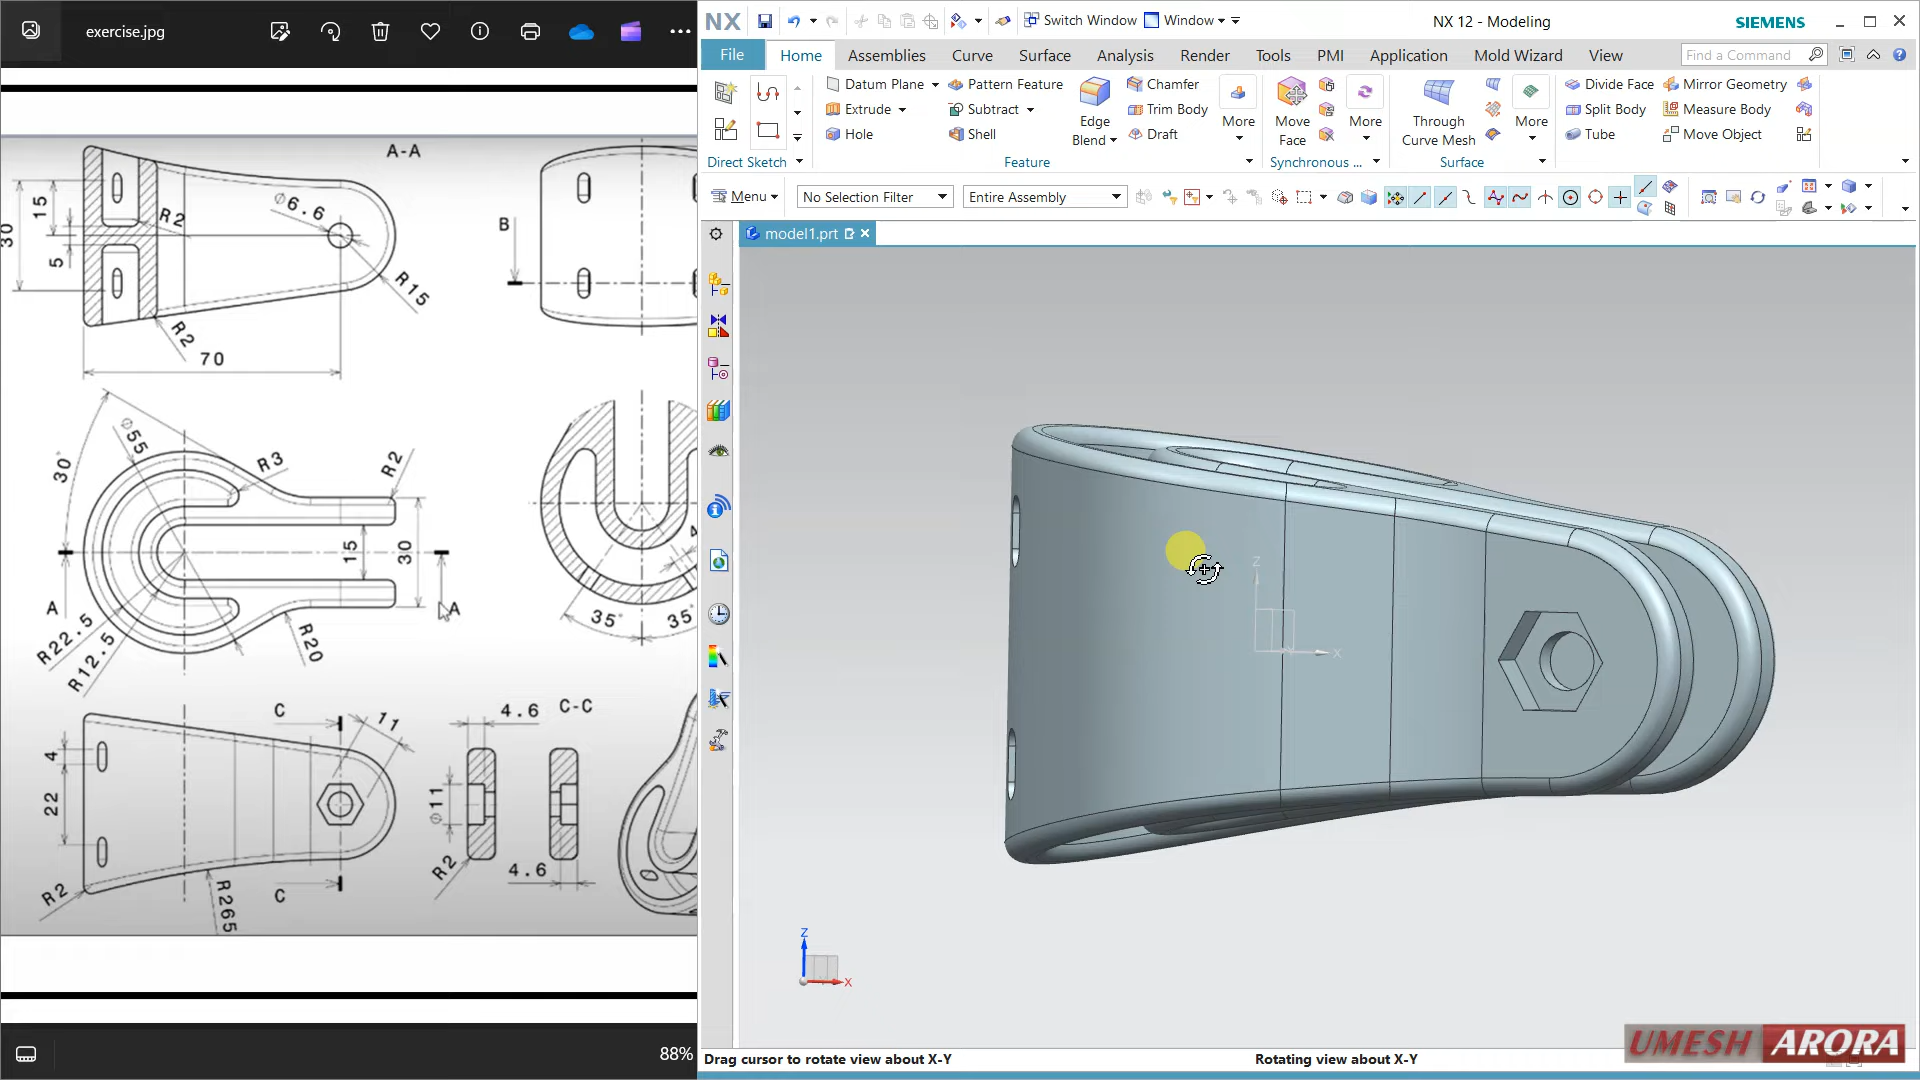 exercise.jpg
A-A
Ø6.6
15
R2
30
5
R15
R2
70
B
Ø55
30°
R3
R2
15
30
A
A
R22.5
R12.5
R20
35°
35°
C
C-C
4.6
11
4
22
Ø11
R2
4.6
R2
R265
C
88%
NX
Switch Window
Window
NX 12 - Modeling
SIEMENS
File
Home
Assemblies
Curve
Surface
Analysis
Render
Tools
PMI
Application
Mold Wizard
View
Find a Command
Datum Plane
Pattern Feature
Chamfer
Divide Face
Mirror Geometry
Extrude
Subtract
Trim Body
Split Body
Measure Body
Hole
Shell
Edge
Blend
Draft
More
Move
Face
More
Through
Curve Mesh
More
Tube
Move Object
Direct Sketch
Feature
Synchronous ...
Surface
Menu
No Selection Filter
Entire Assembly
model1.prt
Z
X
Z
X
UMESH ARORA
Drag cursor to rotate view about X-Y
Rotating view about X-Y